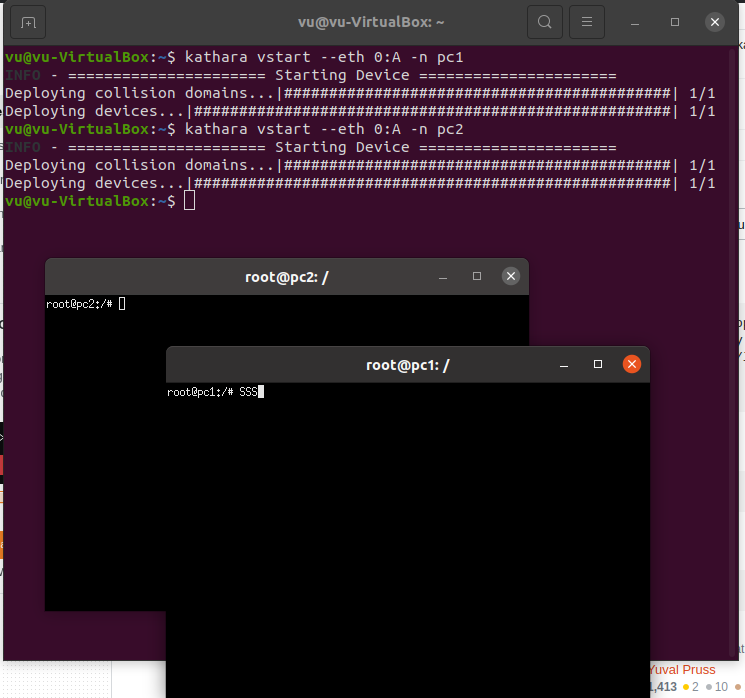 vu@vu-VirtualBox: ~
vu@vu-VirtualBox:~$ kathara vstart --eth 0:A -n pc1
INFO - ====================== Starting Device ======================
Deploying collision domains...|###########################################| 1/1
Deploying devices...|#####################################################| 1/1
vu@vu-VirtualBox:~$ kathara vstart --eth 0:A -n pc2
INFO - ====================== Starting Device ======================
Deploying collision domains...|###########################################| 1/1
Deploying devices...|#####################################################| 1/1
vu@vu-VirtualBox:~$
root@pc2: /
root@pc2:/#
root@pc1: /
root@pc1:/# SSS
Yuval Pruss
1,413 2 10